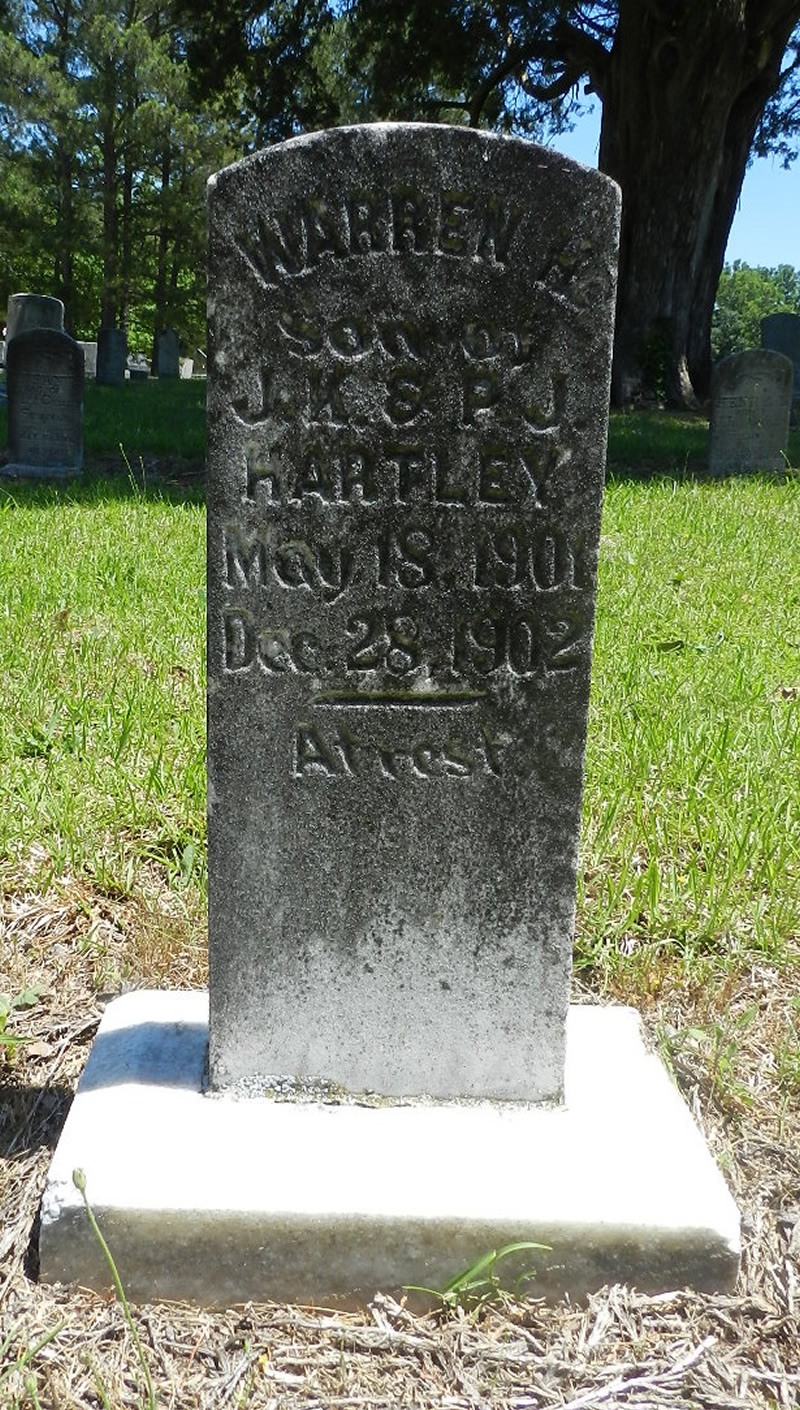 WARREN H.
Son of
J. K. & P. J.
HARTLEY
May 18, 1901
Dec. 28, 1902
At rest